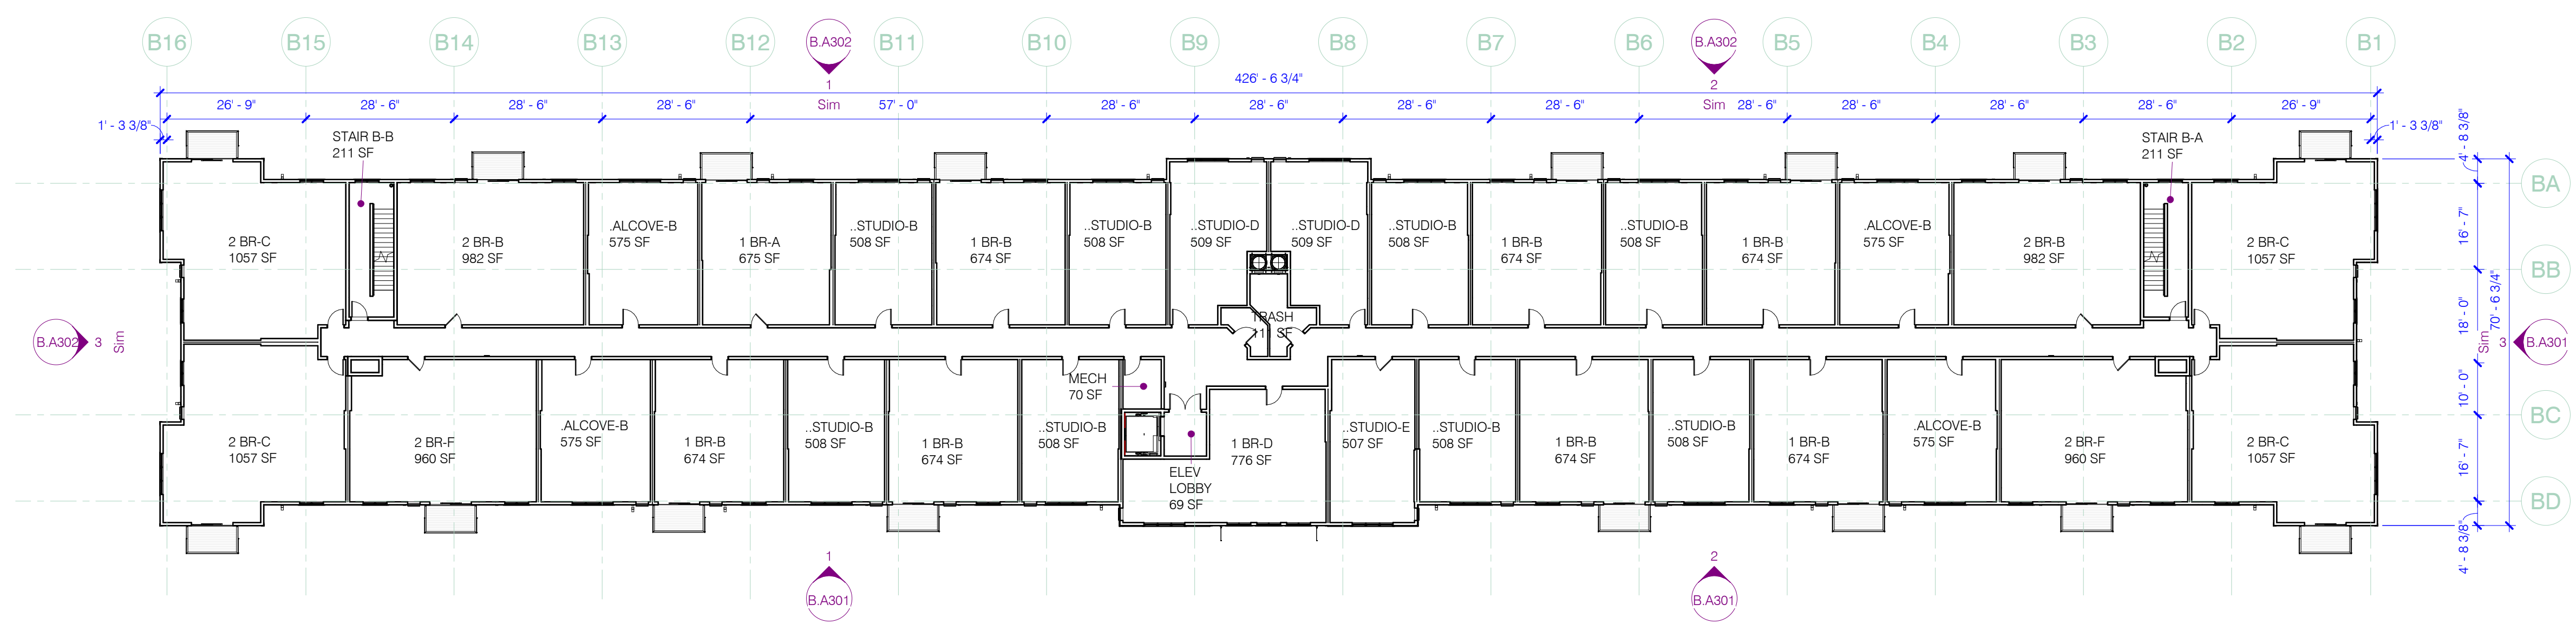 B16 B15 B14 B13 B12 B.A302 B11 B10 B9 B8 B7 B6 B.A302 B5 B4 B3 B2 B1
1 2
426' - 6 3/4"
26' - 9" 28' - 6" 28' - 6" 28' - 6" Sim 57' - 0" 28' - 6" 28' - 6" 28' - 6" 28' - 6" Sim 28' - 6" 28' - 6" 28' - 6" 28' - 6" 26' - 9"
1' - 3 3/8" 1' - 3 3/8"
4' - 8 3/8"
STAIR B-B
211 SF
STAIR B-A
211 SF
BA
16' - 7"
2 BR-C
1057 SF
2 BR-B
982 SF
.ALCOVE-B
575 SF
1 BR-A
675 SF
..STUDIO-B
508 SF
1 BR-B
674 SF
..STUDIO-B
508 SF
..STUDIO-D
509 SF
..STUDIO-D
509 SF
..STUDIO-B
508 SF
1 BR-B
674 SF
..STUDIO-B
508 SF
1 BR-B
674 SF
.ALCOVE-B
575 SF
2 BR-B
982 SF
2 BR-C
1057 SF
BB
18' - 0"
70' - 6 3/4"
TRASH
SF
B.A302 3 Sim
Sim 3 B.A301
MECH
70 SF
10' - 0"
BC
2 BR-C
1057 SF
2 BR-F
960 SF
.ALCOVE-B
575 SF
1 BR-B
674 SF
..STUDIO-B
508 SF
1 BR-B
674 SF
..STUDIO-B
508 SF
ELEV
LOBBY
69 SF
1 BR-D
776 SF
..STUDIO-E
507 SF
..STUDIO-B
508 SF
1 BR-B
674 SF
..STUDIO-B
508 SF
1 BR-B
674 SF
.ALCOVE-B
575 SF
2 BR-F
960 SF
2 BR-C
1057 SF
16' - 7"
BD
4' - 8 3/8"
1 2
B.A301 B.A301